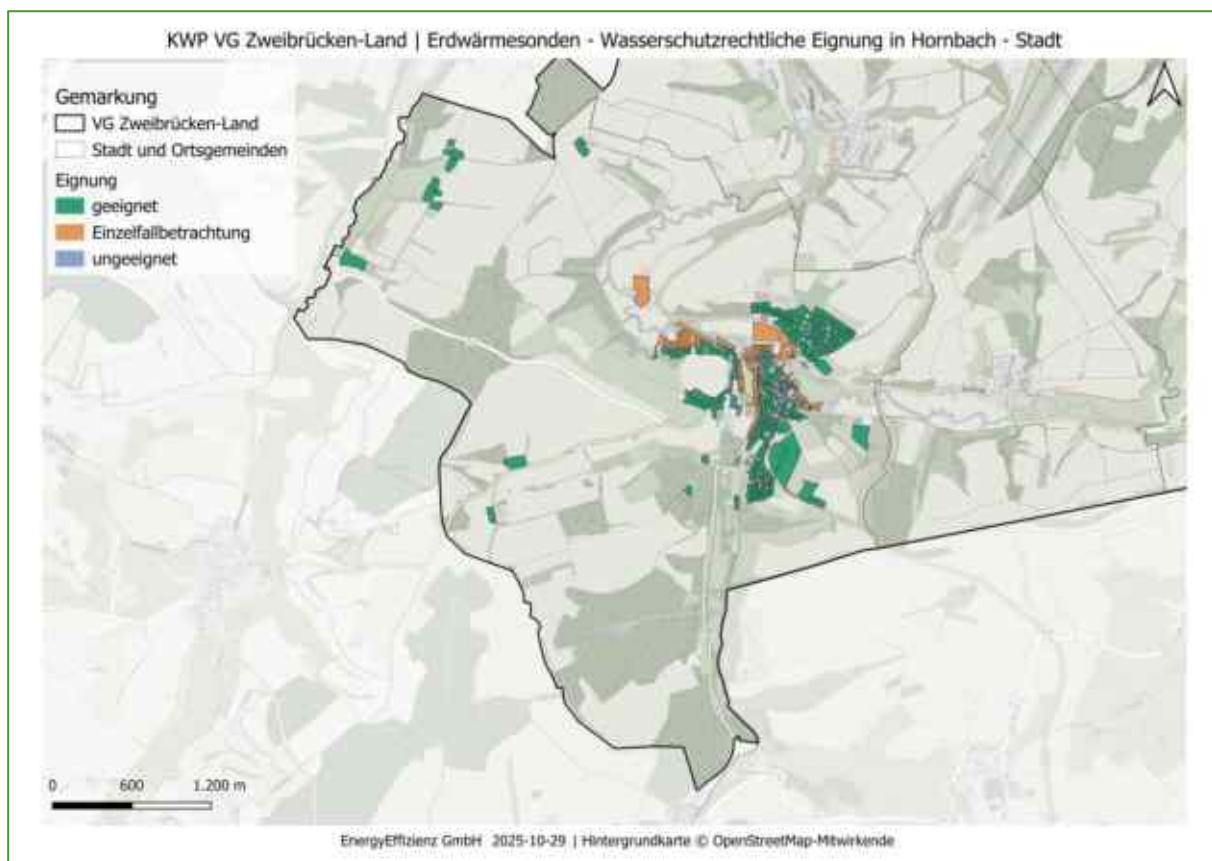 KWP VG Zweibrücken-Land | Erdwärmesonden - Wasserschutzrechtliche Eignung in Hornbach - Stadt
Gemarkung
VG Zweibrücken-Land
Stadt und Ortsgemeinden
Eignung
geeignet
Einzelfallbetrachtung
ungeeignet
0 600 1.200 m
EnergyEffizienz GmbH 2025-10-29 | Hintergrundkarte © OpenStreetMap-Mitwirkende